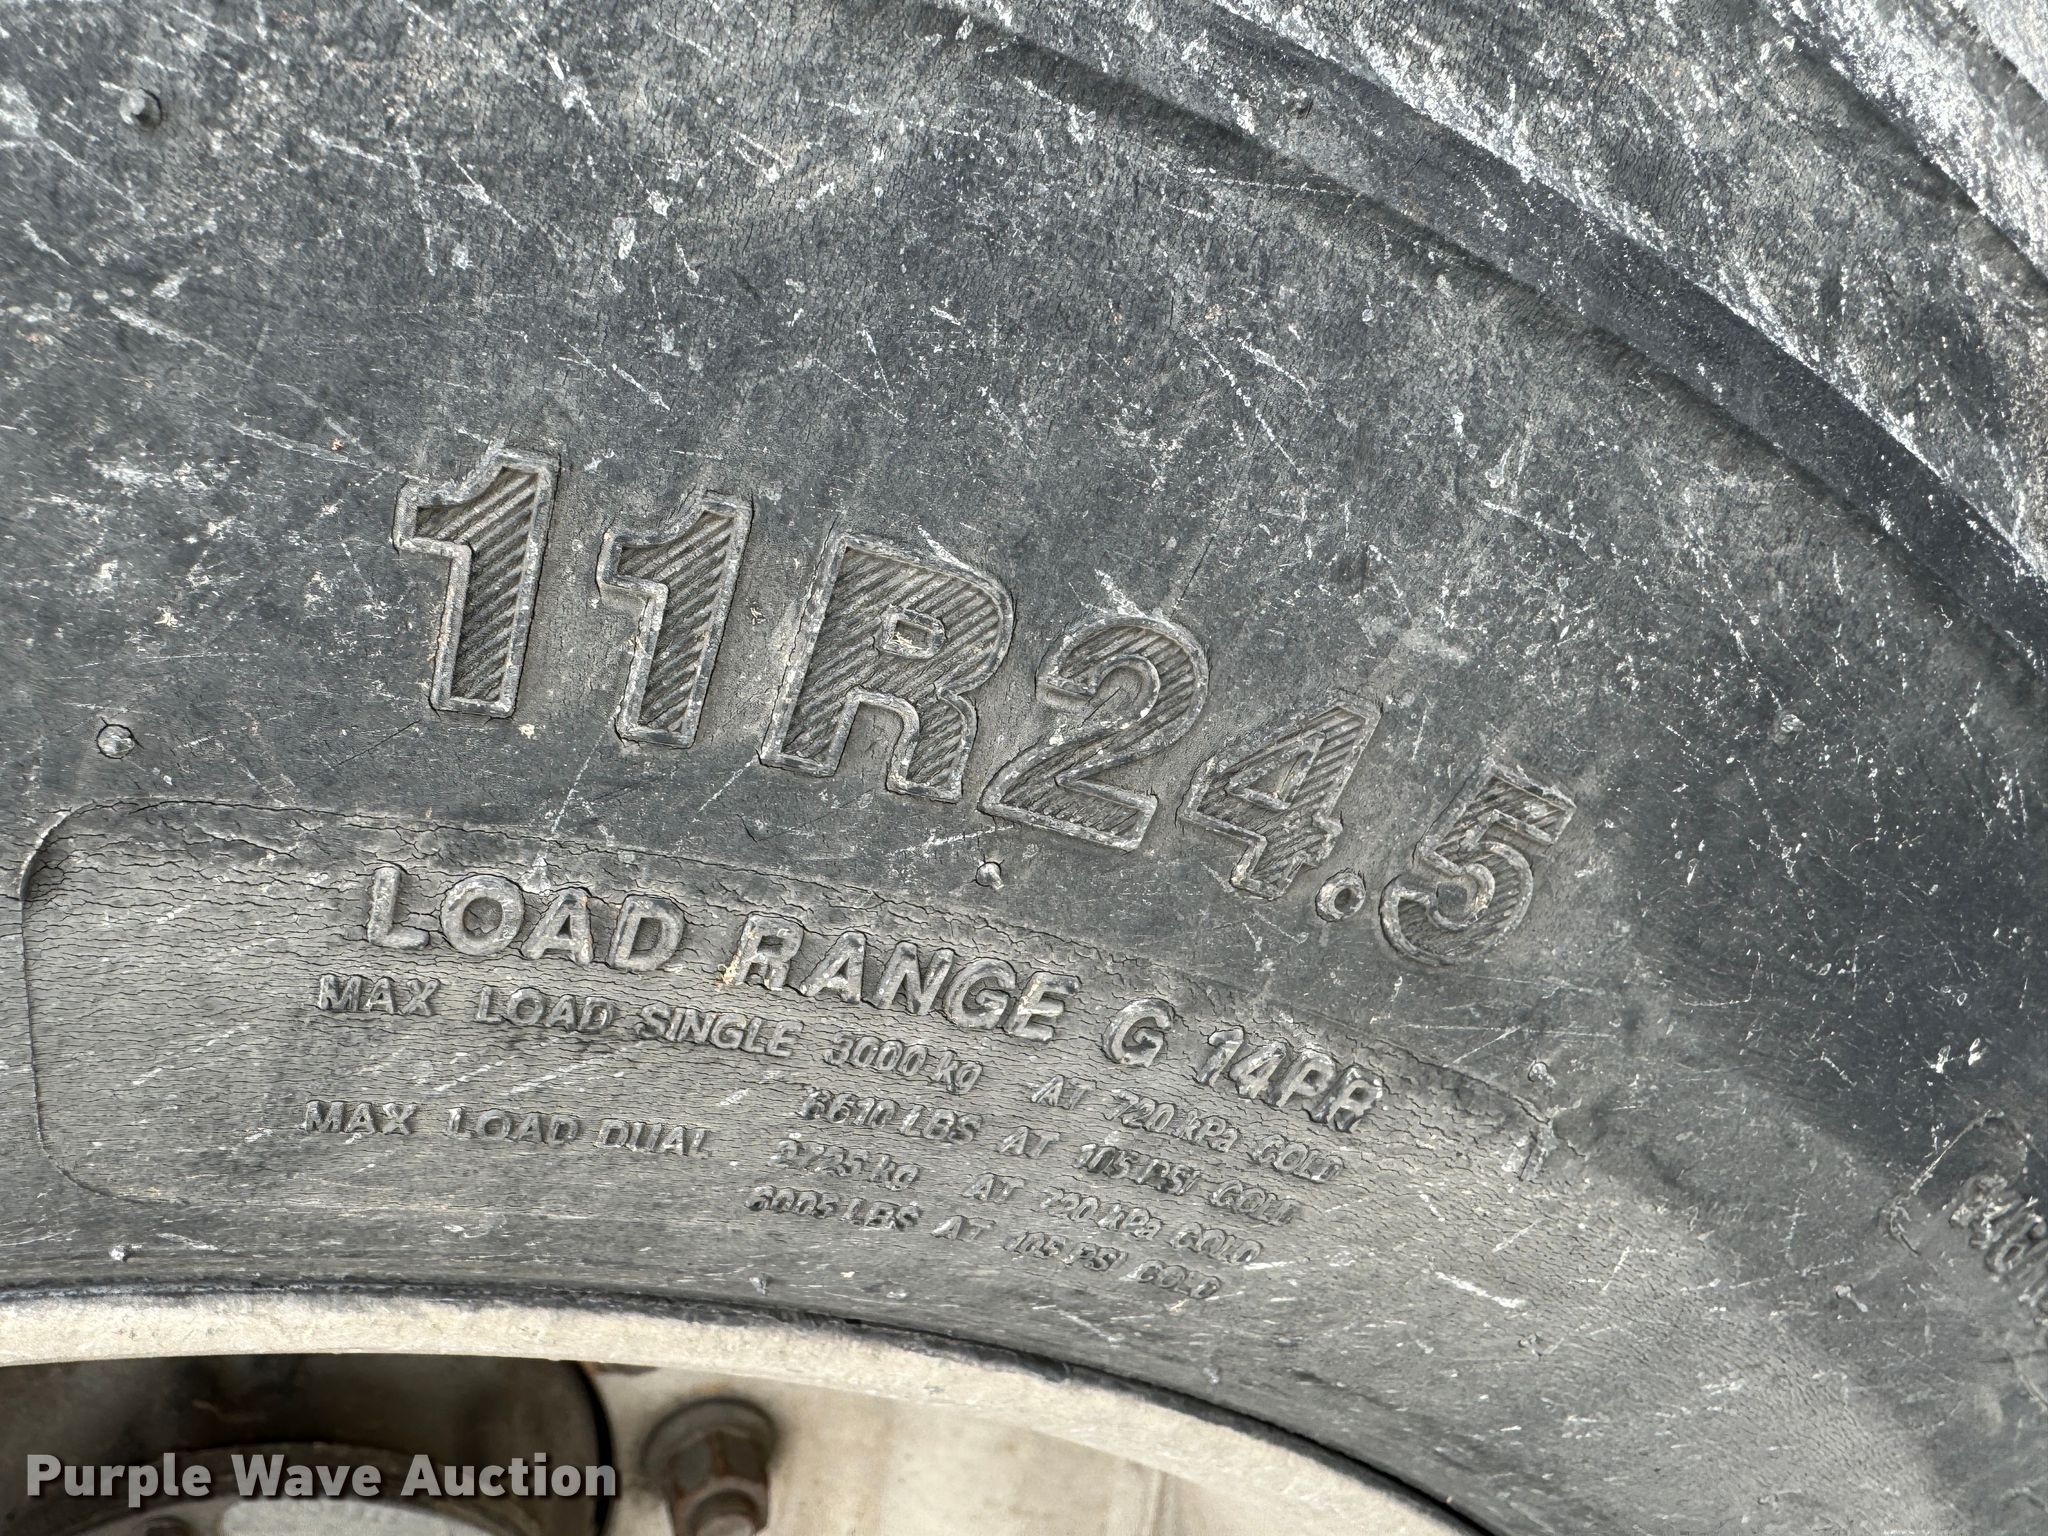 11R24.5
LOAD RANGE G 14PR
MAX LOAD SINGLE 3000 kg AT 720 kPa COLD
6610 LBS AT 105 PSI COLD
MAX LOAD DUAL 2725 kg AT 720 kPa COLD
6005 LBS AT 105 PSI COLD
Purple Wave Auction